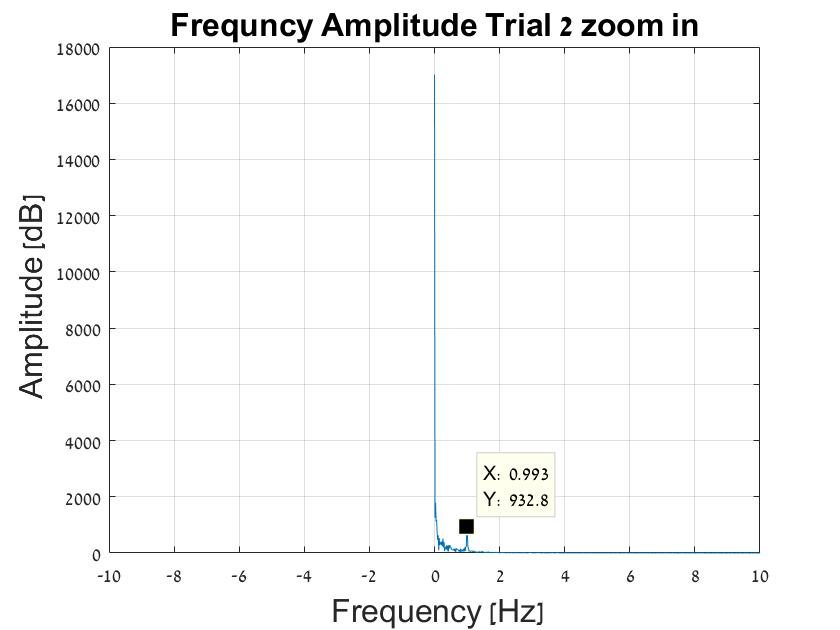 Frequncy Amplitude Trial 2 zoom in
18000
16000
14000
12000
10000
8000
6000
4000
2000
0
Amplitude [dB]
X: 0.993
Y: 932.8
-10 -8 -6 -4 -2 0 2 4 6 8 10
Frequency [Hz]